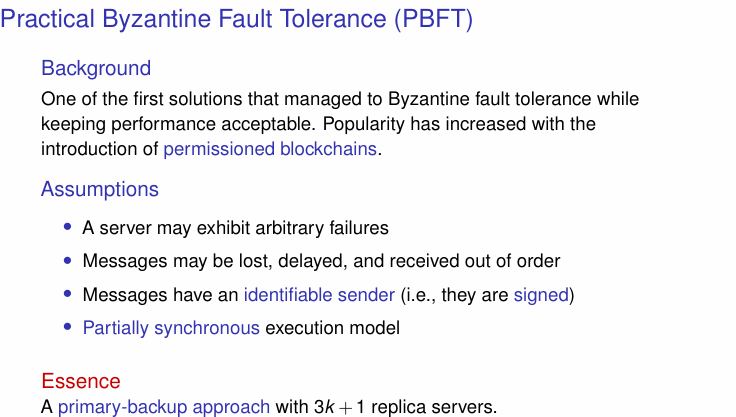 Practical Byzantine Fault Tolerance (PBFT)
Background
One of the first solutions that managed to Byzantine fault tolerance while
keeping performance acceptable. Popularity has increased with the
introduction of permissioned blockchains.
Assumptions
• A server may exhibit arbitrary failures
• Messages may be lost, delayed, and received out of order
• Messages have an identifiable sender (i.e., they are signed)
• Partially synchronous execution model
Essence
A primary-backup approach with 3k + 1 replica servers.